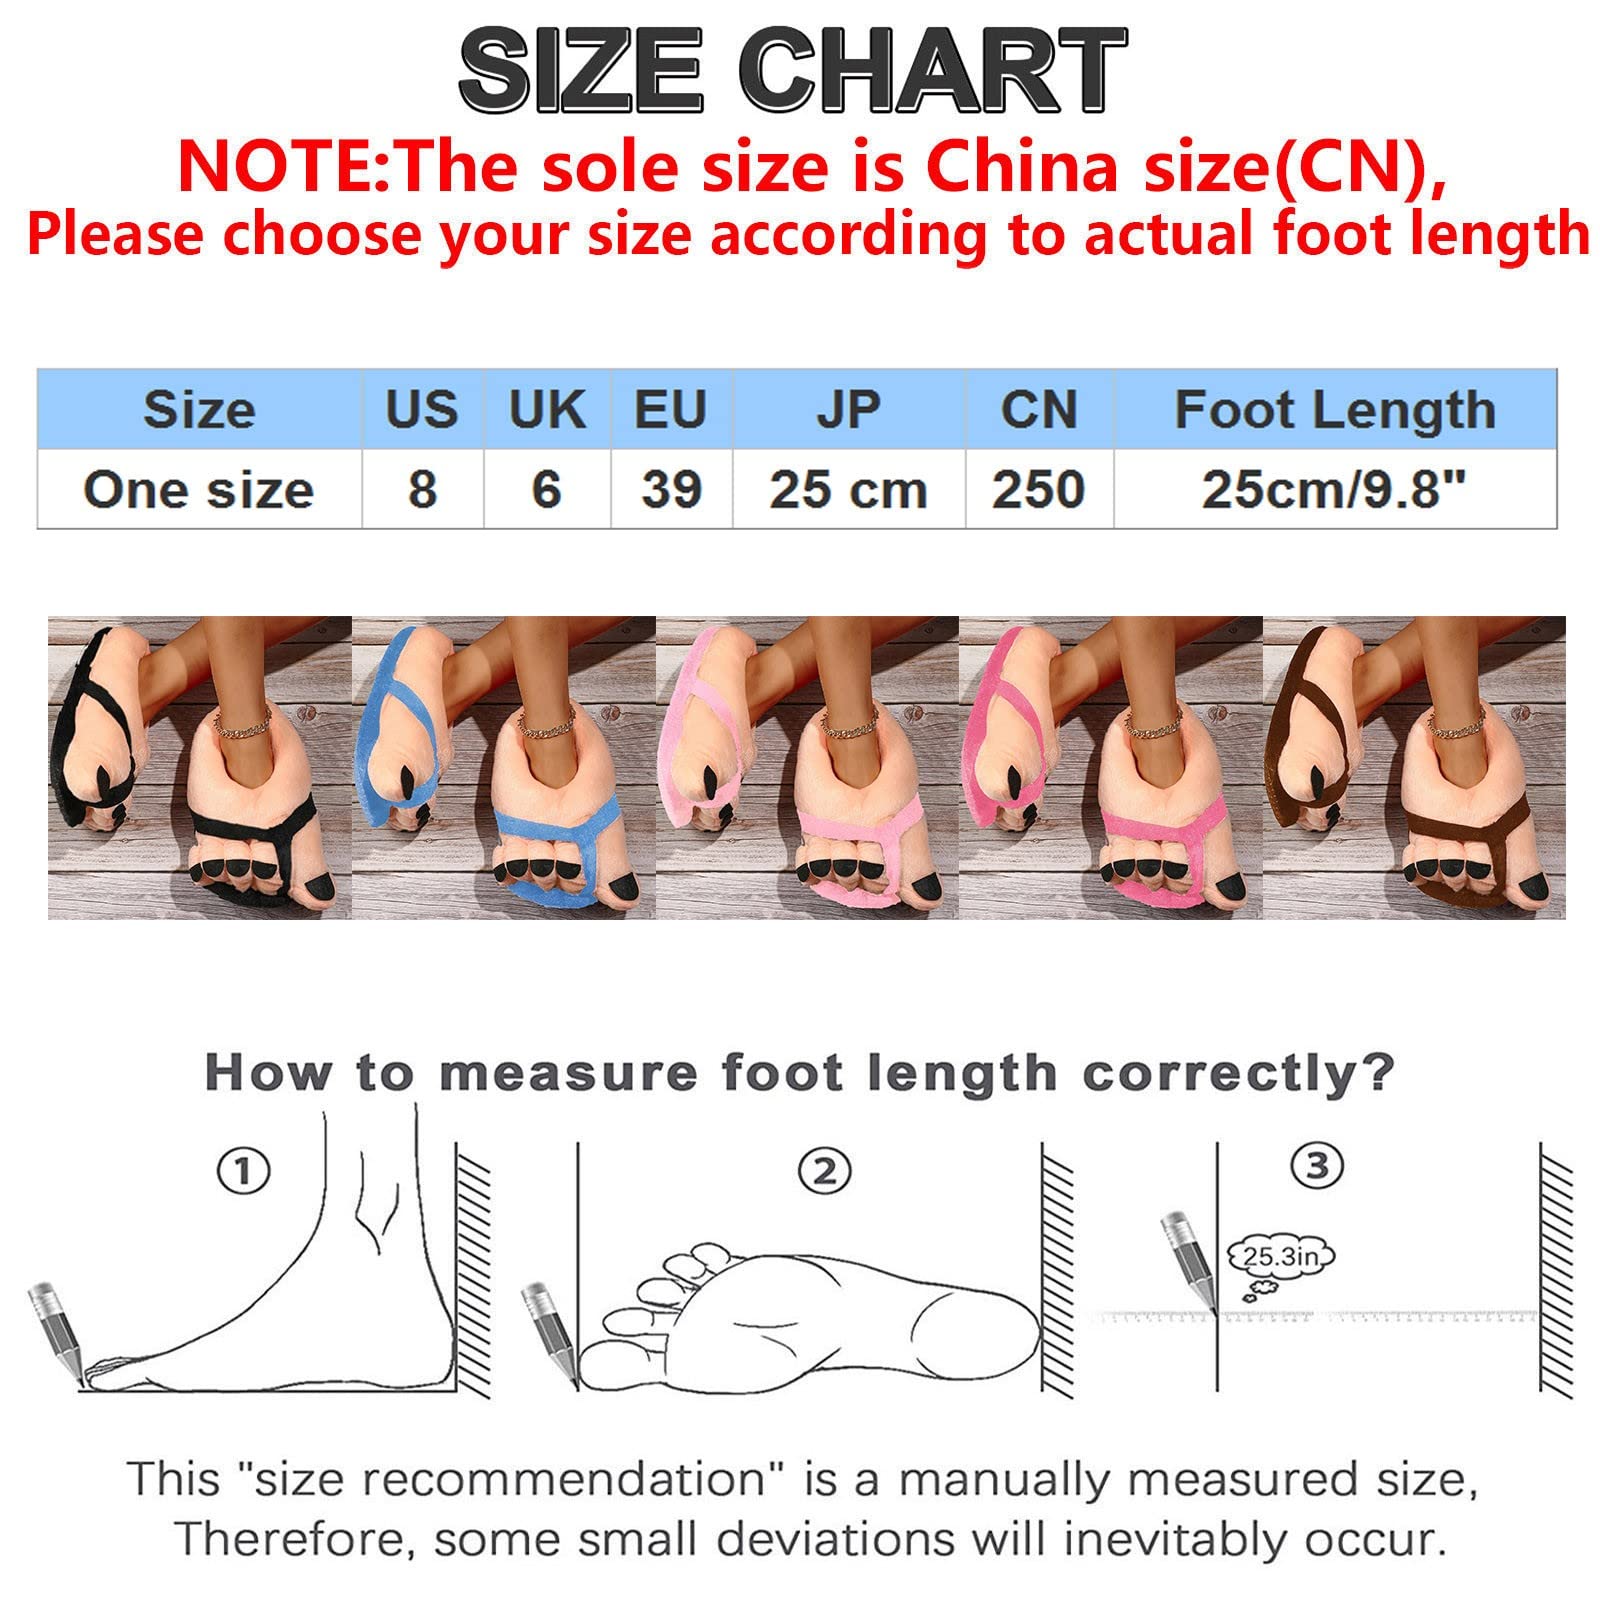 SIZE CHART
NOTE:The sole size is China size(CN),
Please choose your size according to actual foot length
Size US UK EU JP CN Foot Length
One size 8 6 39 25 cm 250 25cm/9.8"
How to measure foot length correctly?
1 2 3
25.3in
This "size recommendation" is a manually measured size,
Therefore, some small deviations will inevitably occur.